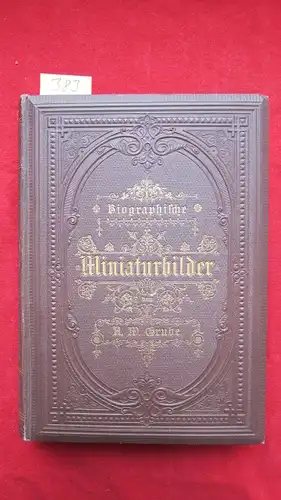 383
Biographische
Miniaturbilder
von
A. W. Grube